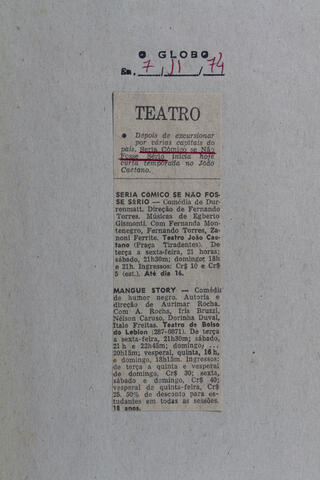 O GLOBO
Em, 7 / 11 / 74
TEATRO
● Depois de excursionar
por várias capitais do
país, Seria Cômico se Não
Fosse Sério inicia hoje
curta temporada no João
Caetano.
SERIA COMICO SE NÃO FOS-
SE SÉRIO — Comédia de Dur-
renmatt. Direção de Fernando
Torres. Músicas de Egberto
Gismonti. Com Fernanda Mon-
tenegro, Fernando Torres, Za-
noni Ferrite. Teatro João Cae-
tano (Praça Tiradentes). De
terça a sexta-feira, 21 horas;
sábado, 21h30m; domingo: 18h
e 21h. Ingressos: Cr$ 10 e Cr$
5 (est.). Até dia 16.
MANGUE STORY — Comédia
de humor negro. Autoria e
direção de Aurimar Rocha.
Com A. Rocha, Iris Bruzzi,
Nélson Caruso, Dorinha Duval,
Italo Freitas. Teatro de Bolso
do Leblon (287-0871). De terça
a sexta-feira, 21h30m; sábado,
21h e 22h45m; domingo,
20h15m; vesperal, quinta, 16h,
e domingo, 18h15m. Ingressos:
de terça a quinta e vesperal
de domingo, Cr$ 30; sexta,
sábado e domingo, Cr$ 40;
vesperal de quinta-feira, Cr$
25. 50% de desconto para es-
tudantes em todas as sessões.
18 anos.